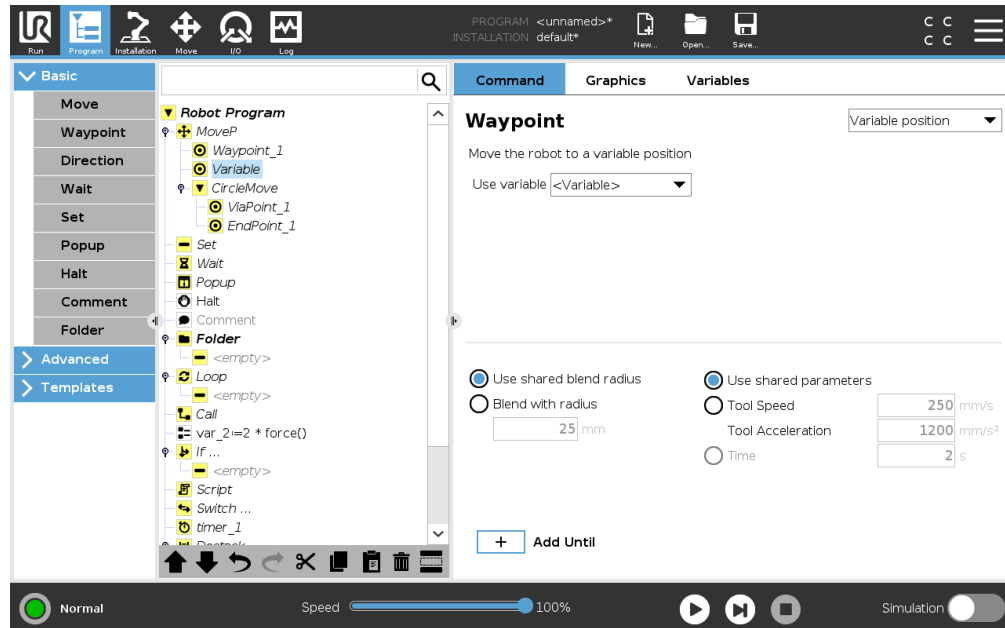 UR
Run
Program
Installation
Move
I/O
Log
PROGRAM <unnamed>*
INSTALLATION default*
New...
Open...
Save...
C C
C C
Basic
Move
Waypoint
Direction
Wait
Set
Popup
Halt
Comment
Folder
Advanced
Templates
Robot Program
MoveP
Waypoint_1
Variable
CircleMove
ViaPoint_1
EndPoint_1
Set
Wait
Popup
Halt
Comment
Folder
<empty>
Loop
<empty>
Call
var_2:=2 * force()
If ...
<empty>
Script
Switch ...
timer_1
Command Graphics Variables
Waypoint
Variable position
Move the robot to a variable position
Use variable <Variable>
Use shared blend radius
Blend with radius
25 mm
Use shared parameters
Tool Speed 250 mm/s
Tool Acceleration 1200 mm/s²
Time 2 s
+ Add Until
Normal
Speed 100%
Simulation